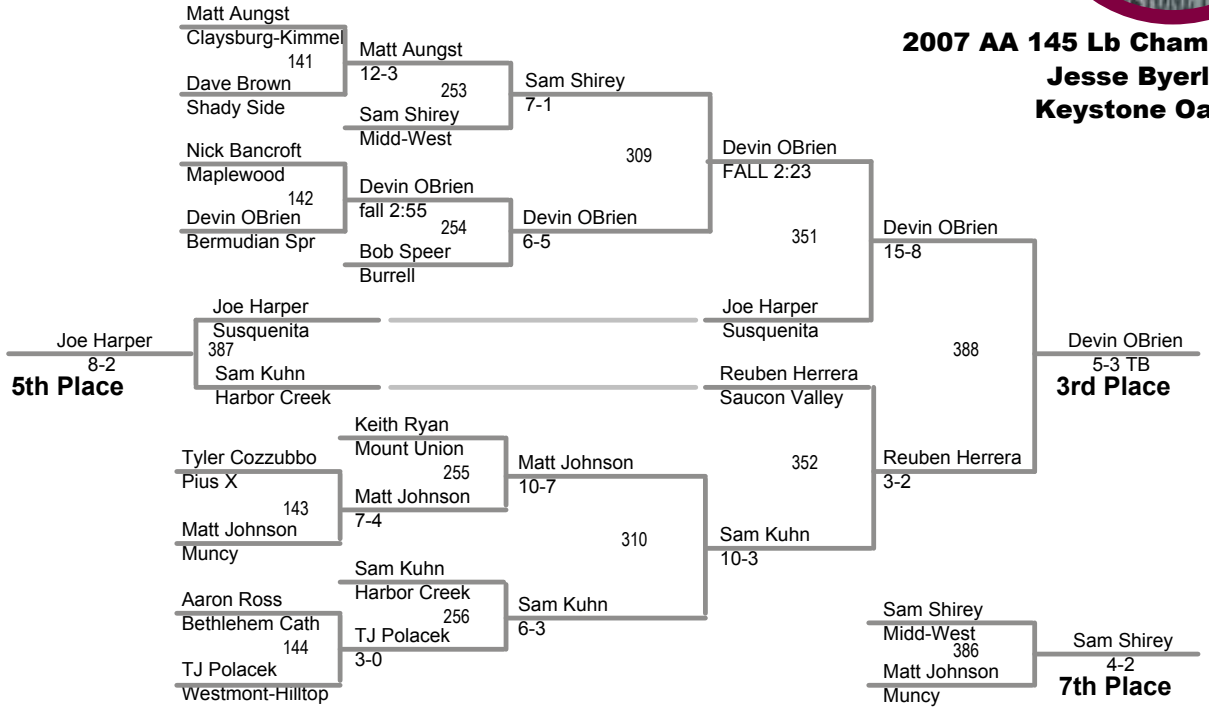 Matt Aungst
Claysburg-Kimmel
141
Dave Brown
Shady Side
Matt Aungst
12-3
253
Sam Shirey
Midd-West
Sam Shirey
7-1
Nick Bancroft
Maplewood
142
Devin OBrien
Bermudian Spr
Devin OBrien
fall 2:55
254
Bob Speer
Burrell
Devin OBrien
6-5
309
Devin OBrien
FALL 2:23
351
Joe Harper
Susquenita
Devin OBrien
15-8
2007 AA 145 Lb Cham
Jesse Byerl
Keystone Oa
Joe Harper
8-2
5th Place
Joe Harper
Susquenita
387
Sam Kuhn
Harbor Creek
388
Devin OBrien
5-3 TB
3rd Place
Reuben Herrera
Saucon Valley
352
Reuben Herrera
3-2
Tyler Cozzubbo
Pius X
143
Matt Johnson
Muncy
Keith Ryan
Mount Union
255
Matt Johnson
7-4
Matt Johnson
10-7
310
Sam Kuhn
10-3
Aaron Ross
Bethlehem Cath
144
TJ Polacek
Westmont-Hilltop
Sam Kuhn
Harbor Creek
256
TJ Polacek
3-0
Sam Kuhn
6-3
Sam Shirey
Midd-West
386
Matt Johnson
Muncy
Sam Shirey
4-2
7th Place